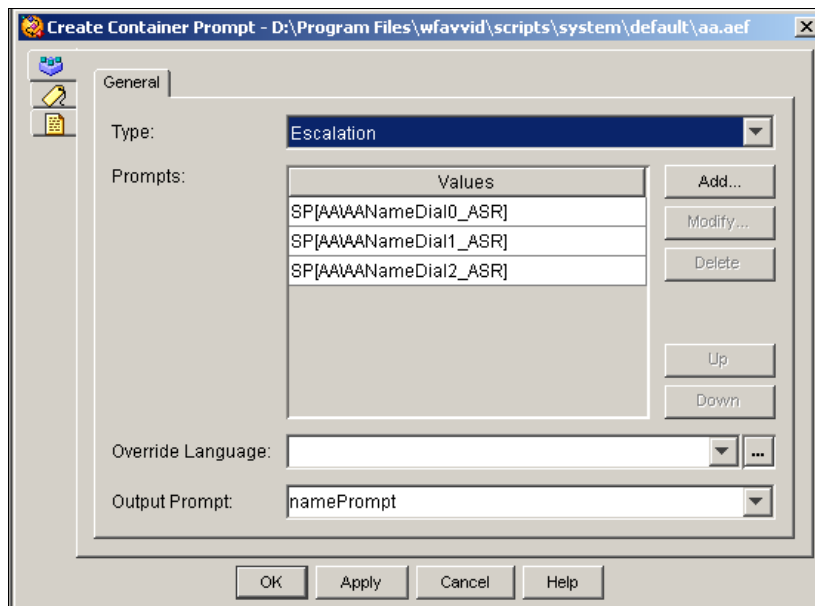 Create Container Prompt - D:\Program Files\wfavvid\scripts\system\default\aa.aef
General
Type:
Escalation
Prompts:
Values
SP[AA\AANameDial0_ASR]
SP[AA\AANameDial1_ASR]
SP[AA\AANameDial2_ASR]
Add...
Modify...
Delete
Up
Down
Override Language:
...
Output Prompt:
namePrompt
OK
Apply
Cancel
Help